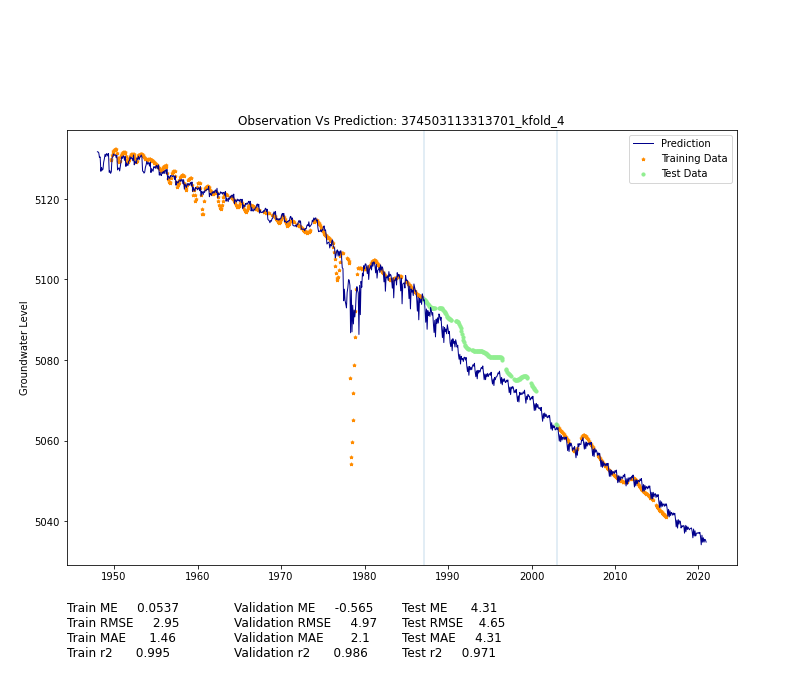 Observation Vs Prediction: 374503113313701_kfold_4
Prediction
Training Data
Test Data
Groundwater Level
5120
5100
5080
5060
5040
1950 1960 1970 1980 1990 2000 2010 2020
Train ME 0.0537 Validation ME -0.565 Test ME 4.31
Train RMSE 2.95 Validation RMSE 4.97 Test RMSE 4.65
Train MAE 1.46 Validation MAE 2.1 Test MAE 4.31
Train r2 0.995 Validation r2 0.986 Test r2 0.971